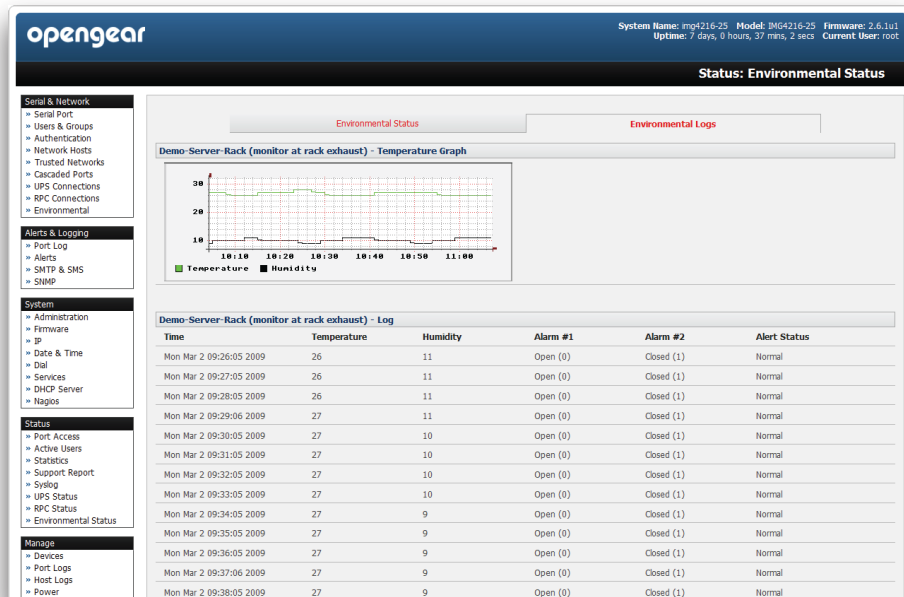 opengear
System Name: img4216-25 Model: IMG4216-25 Firmware: 2.6.1u1
Uptime: 7 days, 0 hours, 37 mins, 2 secs Current User: root
Status: Environmental Status
Serial & Network
» Serial Port
» Users & Groups
» Authentication
» Network Hosts
» Trusted Networks
» Cascaded Ports
» UPS Connections
» RPC Connections
» Environmental
Alerts & Logging
» Port Log
» Alerts
» SMTP & SMS
» SNMP
System
» Administration
» Firmware
» IP
» Date & Time
» Dial
» Services
» DHCP Server
» Nagios
Status
» Port Access
» Active Users
» Statistics
» Support Report
» Syslog
» UPS Status
» RPC Status
» Environmental Status
Manage
» Devices
» Port Logs
» Host Logs
» Power
Environmental Status Environmental Logs
Demo-Server-Rack (monitor at rack exhaust) - Temperature Graph
30
20
10
10:10 10:20 10:30 10:40 10:50 11:00
Temperature Humidity
Demo-Server-Rack (monitor at rack exhaust) - Log
Time Temperature Humidity Alarm #1 Alarm #2 Alert Status
Mon Mar 2 09:26:05 2009 26 11 Open (0) Closed (1) Normal
Mon Mar 2 09:27:05 2009 26 11 Open (0) Closed (1) Normal
Mon Mar 2 09:28:05 2009 26 11 Open (0) Closed (1) Normal
Mon Mar 2 09:29:06 2009 27 11 Open (0) Closed (1) Normal
Mon Mar 2 09:30:05 2009 27 10 Open (0) Closed (1) Normal
Mon Mar 2 09:31:05 2009 27 10 Open (0) Closed (1) Normal
Mon Mar 2 09:32:05 2009 27 10 Open (0) Closed (1) Normal
Mon Mar 2 09:33:05 2009 27 10 Open (0) Closed (1) Normal
Mon Mar 2 09:34:05 2009 27 9 Open (0) Closed (1) Normal
Mon Mar 2 09:35:05 2009 27 9 Open (0) Closed (1) Normal
Mon Mar 2 09:36:05 2009 27 9 Open (0) Closed (1) Normal
Mon Mar 2 09:37:06 2009 27 9 Open (0) Closed (1) Normal
Mon Mar 2 09:38:05 2009 27 9 Open (0) Closed (1) Normal